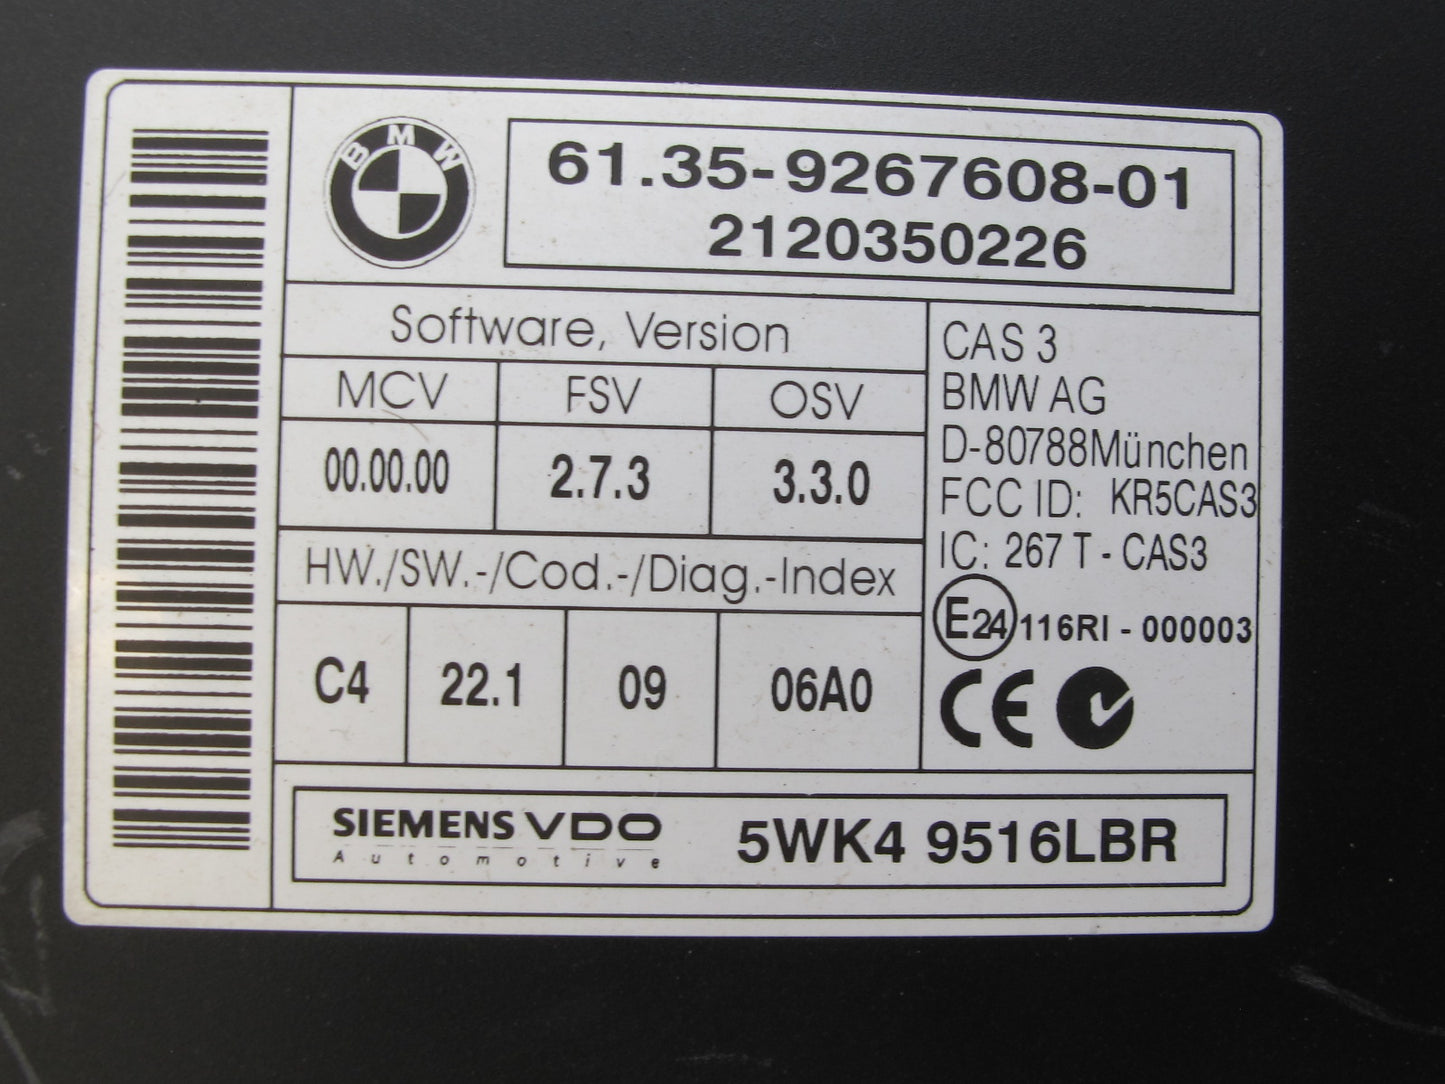 BMW
61.35-9267608-01
2120350226
Software, Version
MCV FSV OSV
00.00.00 2.7.3 3.3.0
HW./SW.-/Cod.-/Diag.-Index
C4 22.1 09 06A0
CAS 3
BMW AG
D-80788München
FCC ID: KR5CAS3
IC: 267 T - CAS3
E24 116RI - 000003
CE
SIEMENS VDO
Automotive
5WK4 9516LBR